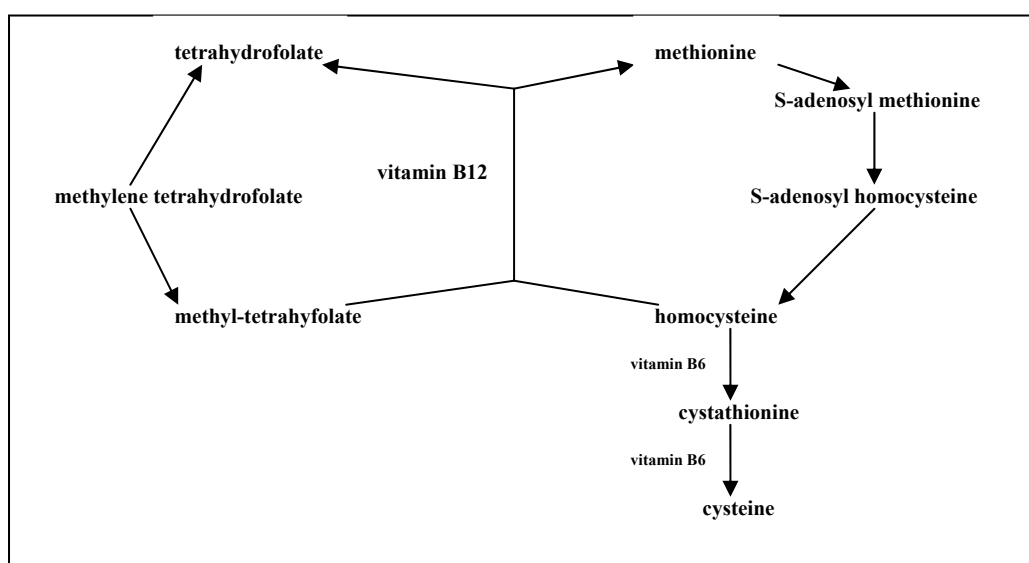 tetrahydrofolate
methionine
S-adenosyl methionine
vitamin B12
methylene tetrahydrofolate
S-adenosyl homocysteine
methyl-tetrahyfolate
homocysteine
vitamin B6
cystathionine
vitamin B6
cysteine